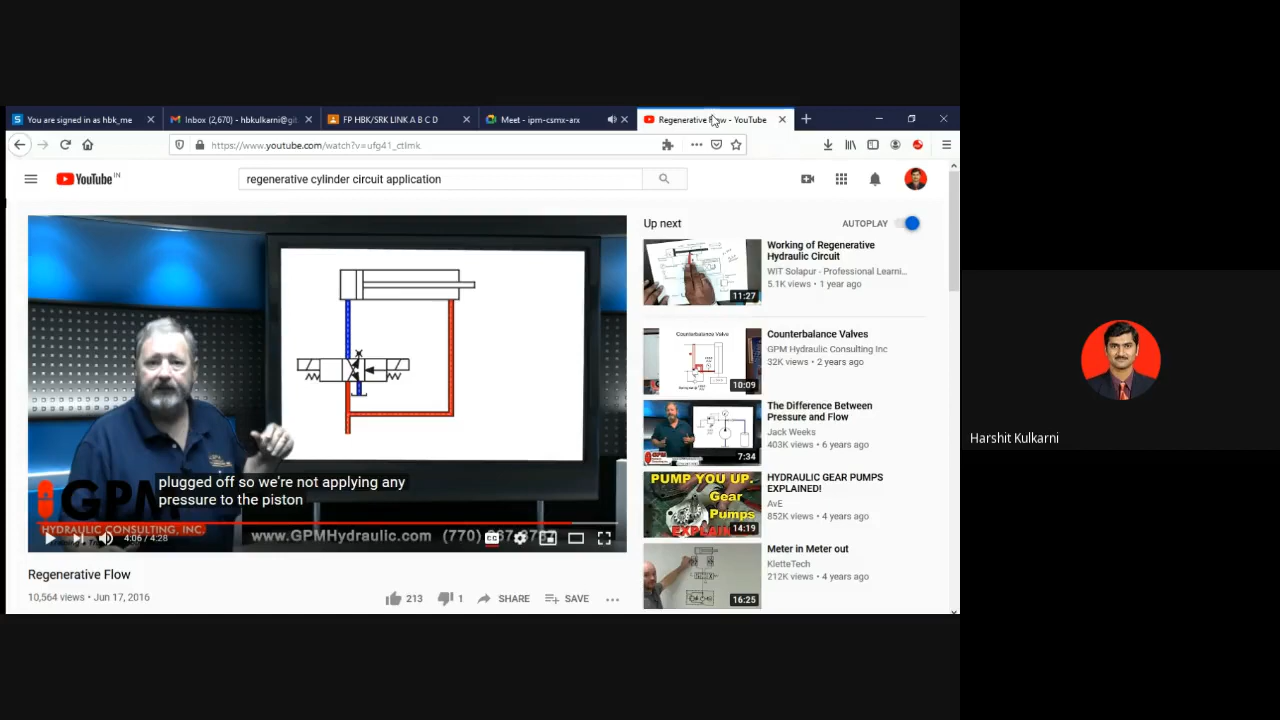 You are signed in as hbk_me
Inbox (2,670) - hbkulkarni@git
FP HBK/SRK LINK A B C D
Meet - ipm-csmx-arx
Regenerative Flow - YouTube
https://www.youtube.com/watch?v=ufg41_ctImk
YouTube IN
regenerative cylinder circuit application
plugged off so we're not applying any
pressure to the piston
GPM
HYDRAULIC CONSULTING, INC.
www.GPMHydraulic.com (770)
4:06 / 4:28
CC
Regenerative Flow
10,564 views • Jun 17, 2016
213
1
SHARE
SAVE
Up next
AUTOPLAY
Working of Regenerative
Hydraulic Circuit
WIT Solapur - Professional Learni...
5.1K views • 1 year ago
11:27
Counterbalance Valve
Counterbalance Valves
GPM Hydraulic Consulting Inc
32K views • 2 years ago
10:09
The Difference Between
Pressure and Flow
Jack Weeks
403K views • 6 years ago
7:34
PUMP YOU UP.
Gear
Pumps
HYDRAULIC GEAR PUMPS
EXPLAINED!
AvE
852K views • 4 years ago
14:19
Meter in Meter out
KletteTech
212K views • 4 years ago
16:25
Harshit Kulkarni